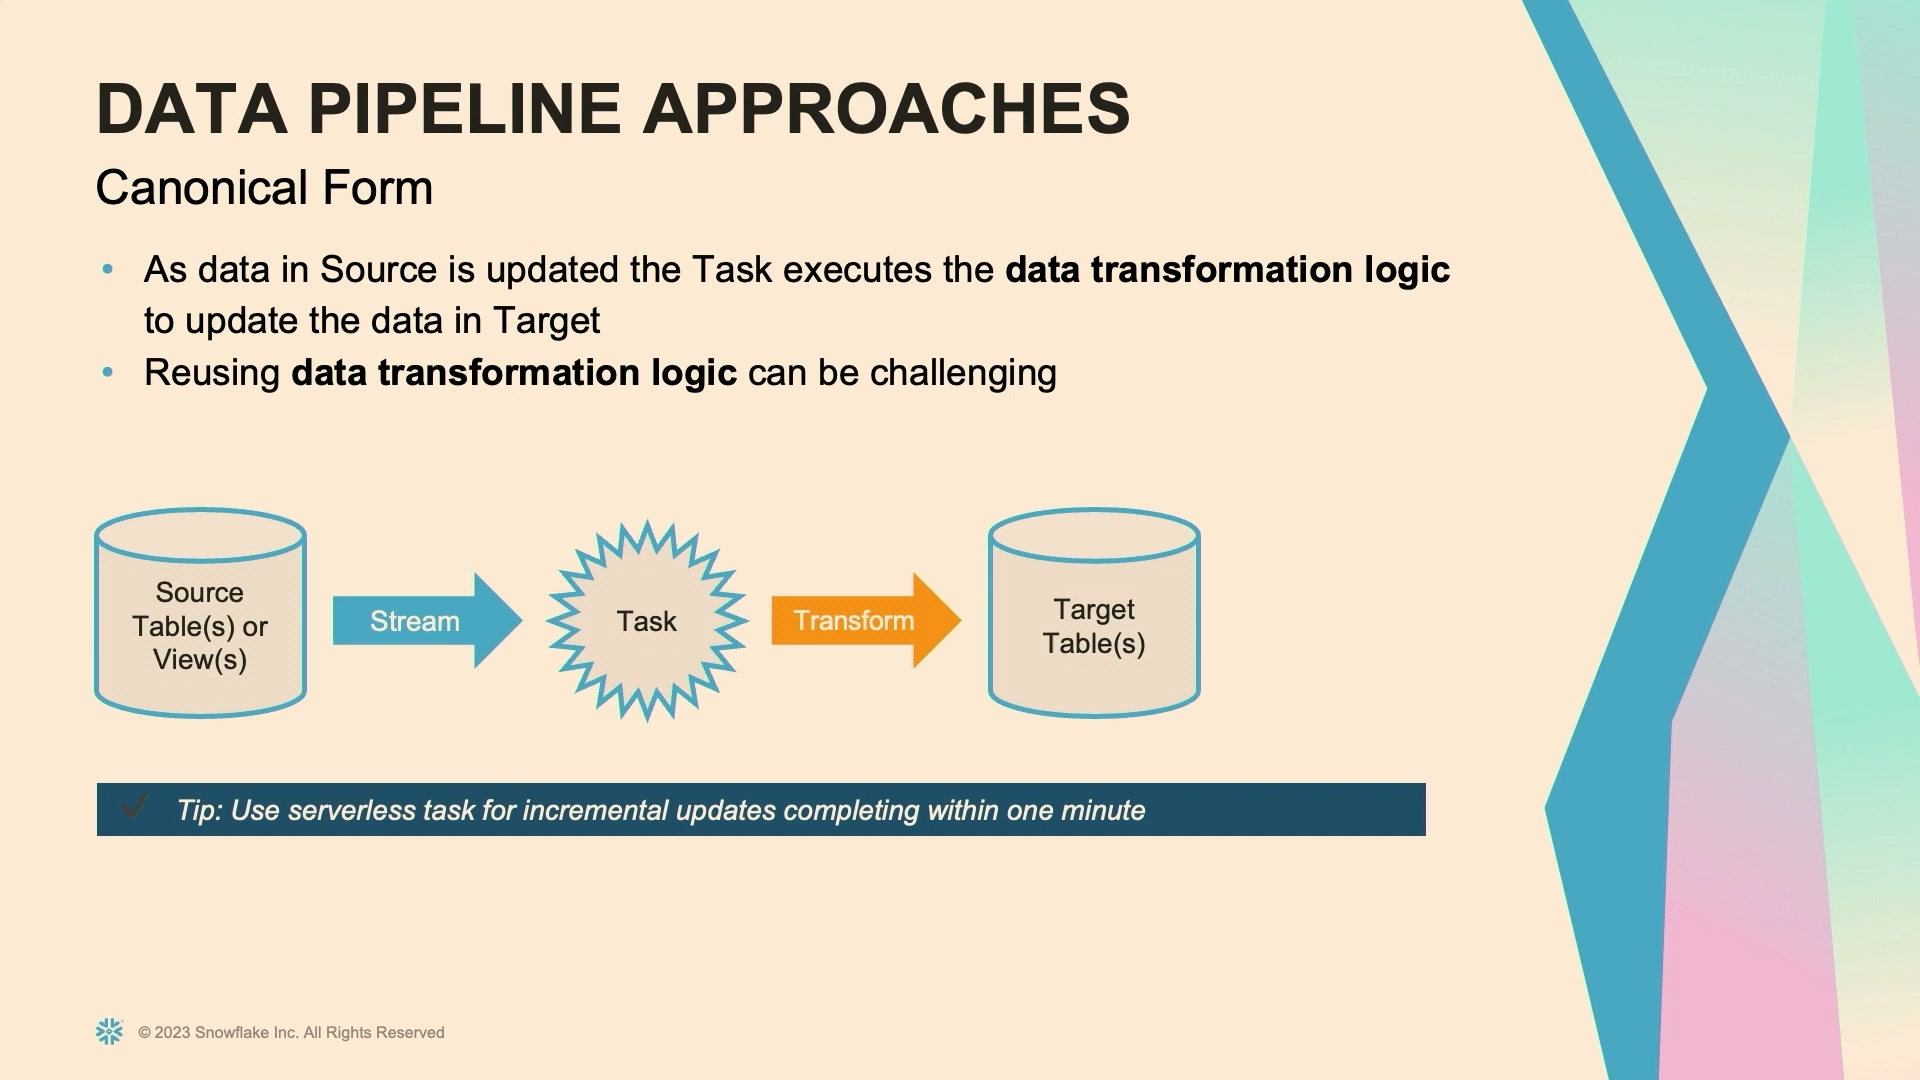 DATA PIPELINE APPROACHES
Canonical Form
• As data in Source is updated the Task executes the data transformation logic
to update the data in Target
• Reusing data transformation logic can be challenging
Source
Table(s) or
View(s)
Stream
Task
Transform
Target
Table(s)
✓ Tip: Use serverless task for incremental updates completing within one minute
© 2023 Snowflake Inc. All Rights Reserved